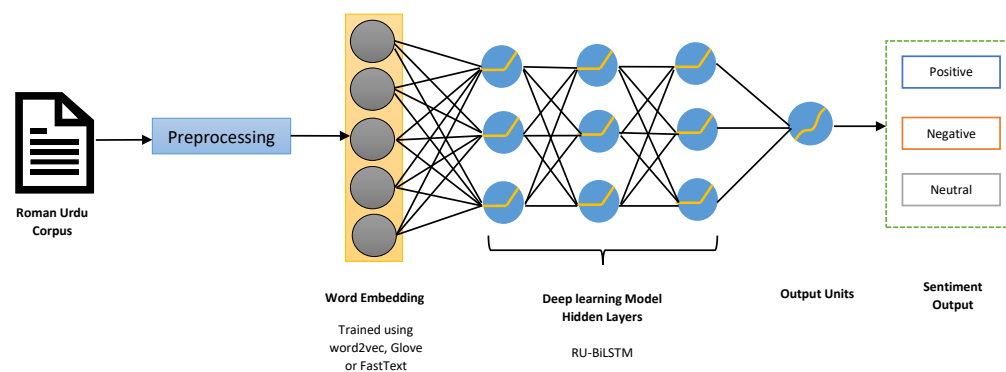 Roman Urdu
Corpus
Preprocessing
Word Embedding
Trained using
word2vec, Glove
or FastText
Deep learning Model
Hidden Layers
RU-BiLSTM
Output Units
Positive
Negative
Neutral
Sentiment
Output